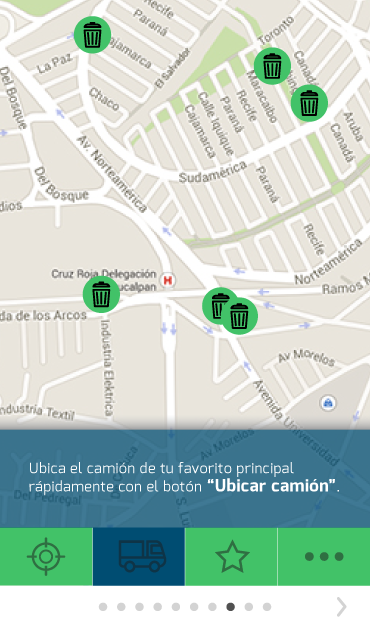 Recife
Paraná
Toronto
La Paz
Cajamarca
El Salvador
Canadá
Del Bosque
Chaco
Maracaibo
Calle Iquique
Paraná
Recife
Cajamarca
Aruba
Canadá
Av. Norteamérica
Sudamérica
Del Bosque
Paraná
Recife
Norteamérica
Cruz Roja Delegación
H
Ramos M
da de los Arcos
Industria Eléktrica
Av Morelos
Avenida Universidad
ndustria Textil
Av Morelos
Del Pedregal
Ubica el camión de tu favorito principal
rápidamente con el botón “Ubicar camión”.